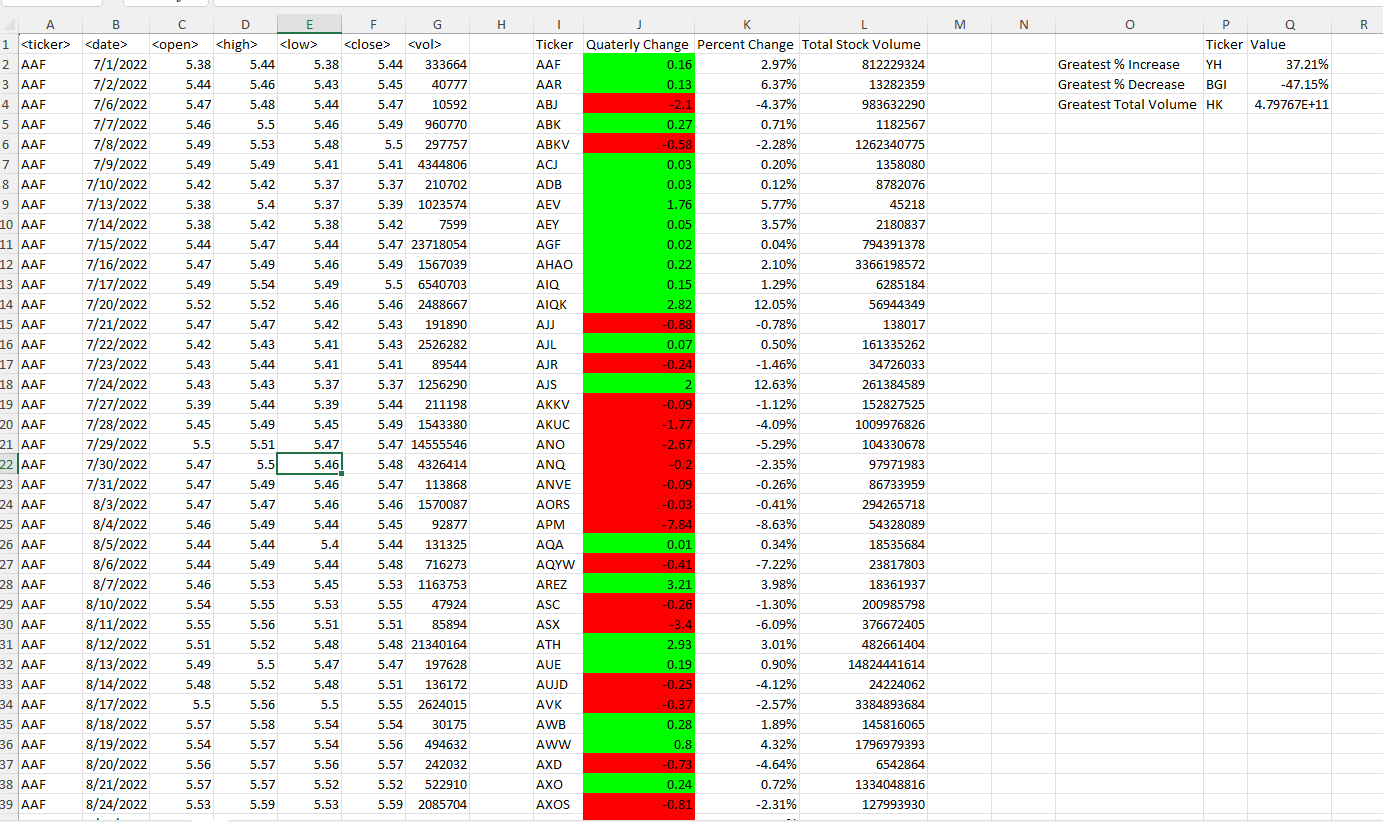 A B C D E F G H I J K L M N O P Q R
1 <ticker> <date> <open> <high> <low> <close> <vol> Ticker Quaterly Change Percent Change Total Stock Volume Ticker Value
2 AAF 7/1/2022 5.38 5.44 5.38 5.44 333664 AAF 0.16 2.97% 812229324 Greatest % Increase YH 37.21%
3 AAF 7/2/2022 5.44 5.46 5.43 5.45 40777 AAR 0.13 6.37% 13282359 Greatest % Decrease BGI -47.15%
4 AAF 7/6/2022 5.47 5.48 5.44 5.47 10592 ABJ -2.1 -4.37% 983632290 Greatest Total Volume HK 4.79767E+11
5 AAF 7/7/2022 5.46 5.5 5.46 5.49 960770 ABK 0.27 0.71% 1182567
6 AAF 7/8/2022 5.49 5.53 5.48 5.5 297757 ABKV -0.58 -2.28% 1262340775
7 AAF 7/9/2022 5.49 5.49 5.41 5.41 4344806 ACJ 0.03 0.20% 1358080
8 AAF 7/10/2022 5.42 5.42 5.37 5.37 210702 ADB 0.03 0.12% 8782076
9 AAF 7/13/2022 5.38 5.4 5.37 5.39 1023574 AEV 1.76 5.77% 45218
10 AAF 7/14/2022 5.38 5.42 5.38 5.42 7599 AEY 0.05 3.57% 2180837
11 AAF 7/15/2022 5.44 5.47 5.44 5.47 23718054 AGF 0.02 0.04% 794391378
12 AAF 7/16/2022 5.47 5.49 5.46 5.49 1567039 AHAO 0.22 2.10% 3366198572
13 AAF 7/17/2022 5.49 5.54 5.49 5.5 6540703 AIQ 0.15 1.29% 6285184
14 AAF 7/20/2022 5.52 5.52 5.46 5.46 2488667 AIQK 2.82 12.05% 56944349
15 AAF 7/21/2022 5.47 5.47 5.42 5.43 191890 AJJ -0.88 -0.78% 138017
16 AAF 7/22/2022 5.42 5.43 5.41 5.43 2526282 AJL 0.07 0.50% 161335262
17 AAF 7/23/2022 5.43 5.44 5.41 5.41 89544 AJR -0.24 -1.46% 34726033
18 AAF 7/24/2022 5.43 5.43 5.37 5.37 1256290 AJS 2 12.63% 261384589
19 AAF 7/27/2022 5.39 5.44 5.39 5.44 211198 AKKV -0.09 -1.12% 152827525
20 AAF 7/28/2022 5.45 5.49 5.45 5.49 1543380 AKUC -1.77 -4.09% 1009976826
21 AAF 7/29/2022 5.5 5.51 5.47 5.47 14555546 ANO -2.67 -5.29% 104330678
22 AAF 7/30/2022 5.47 5.5 5.46 5.48 4326414 ANQ -0.2 -2.35% 97971983
23 AAF 7/31/2022 5.47 5.49 5.46 5.47 113868 ANVE -0.09 -0.26% 86733959
24 AAF 8/3/2022 5.47 5.47 5.46 5.46 1570087 AORS -0.03 -0.41% 294265718
25 AAF 8/4/2022 5.46 5.49 5.44 5.45 92877 APM -7.84 -8.63% 54328089
26 AAF 8/5/2022 5.44 5.44 5.4 5.44 131325 AQA 0.01 0.34% 18535684
27 AAF 8/6/2022 5.44 5.49 5.44 5.48 716273 AQYW -0.41 -7.22% 23817803
28 AAF 8/7/2022 5.46 5.53 5.45 5.53 1163753 AREZ 3.21 3.98% 18361937
29 AAF 8/10/2022 5.54 5.55 5.53 5.55 47924 ASC -0.26 -1.30% 200985798
30 AAF 8/11/2022 5.55 5.56 5.51 5.51 85894 ASX -3.4 -6.09% 376672405
31 AAF 8/12/2022 5.51 5.52 5.48 5.48 21340164 ATH 2.93 3.01% 482661404
32 AAF 8/13/2022 5.49 5.5 5.47 5.47 197628 AUE 0.19 0.90% 14824441614
33 AAF 8/14/2022 5.48 5.52 5.48 5.51 136172 AUJD -0.25 -4.12% 24224062
34 AAF 8/17/2022 5.5 5.56 5.5 5.55 2624015 AVK -0.37 -2.57% 3384893684
35 AAF 8/18/2022 5.57 5.58 5.54 5.54 30175 AWB 0.28 1.89% 145816065
36 AAF 8/19/2022 5.54 5.57 5.54 5.56 494632 AWW 0.8 4.32% 1796979393
37 AAF 8/20/2022 5.56 5.57 5.56 5.57 242032 AXD -0.73 -4.64% 6542864
38 AAF 8/21/2022 5.57 5.57 5.52 5.52 522910 AXO 0.24 0.72% 1334048816
39 AAF 8/24/2022 5.53 5.59 5.53 5.59 2085704 AXOS -0.81 -2.31% 127993930